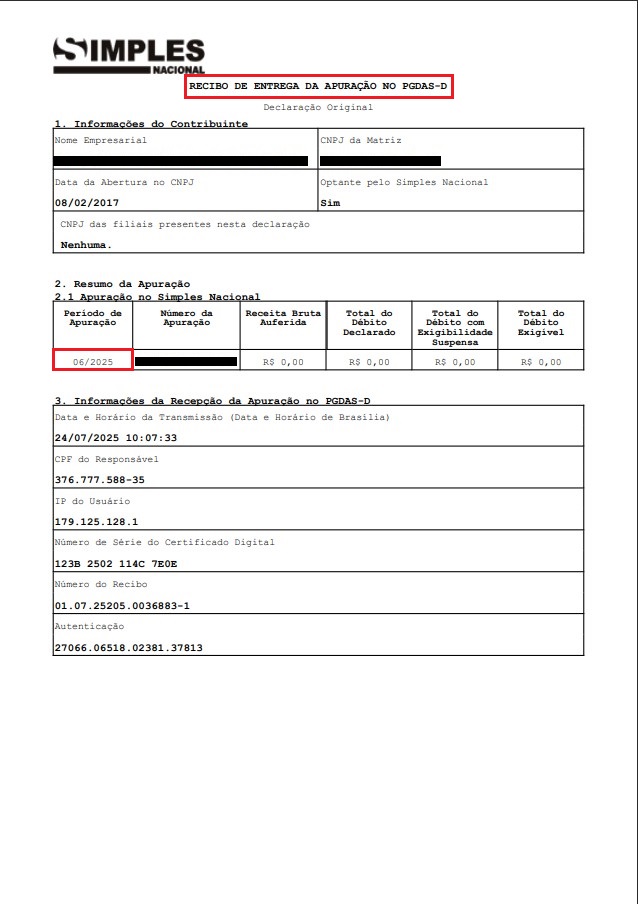 SIMPLES
NACIONAL
RECIBO DE ENTREGA DA APURAÇÃO NO PGDAS-D
Declaração Original
1. Informações do Contribuinte
Nome Empresarial
CNPJ da Matriz
Data da Abertura no CNPJ
Optante pelo Simples Nacional
08/02/2017
Sim
CNPJ das filiais presentes nesta declaração
Nenhuma.
2. Resumo da Apuração
2.1 Apuração no Simples Nacional
Período de Apuração
Número da Apuração
Receita Bruta Auferida
Total do Débito Declarado
Total do Débito com Exigibilidade Suspensa
Total do Débito Exigível
06/2025
R$ 0,00
R$ 0,00
R$ 0,00
R$ 0,00
3. Informações da Recepção da Apuração no PGDAS-D
Data e Horário da Transmissão (Data e Horário de Brasília)
24/07/2025 10:07:33
CPF do Responsável
376.777.588-35
IP do Usuário
179.125.128.1
Número de Série do Certificado Digital
123B 2502 114C 7E0E
Número do Recibo
01.07.25205.0036883-1
Autenticação
27066.06518.02381.37813